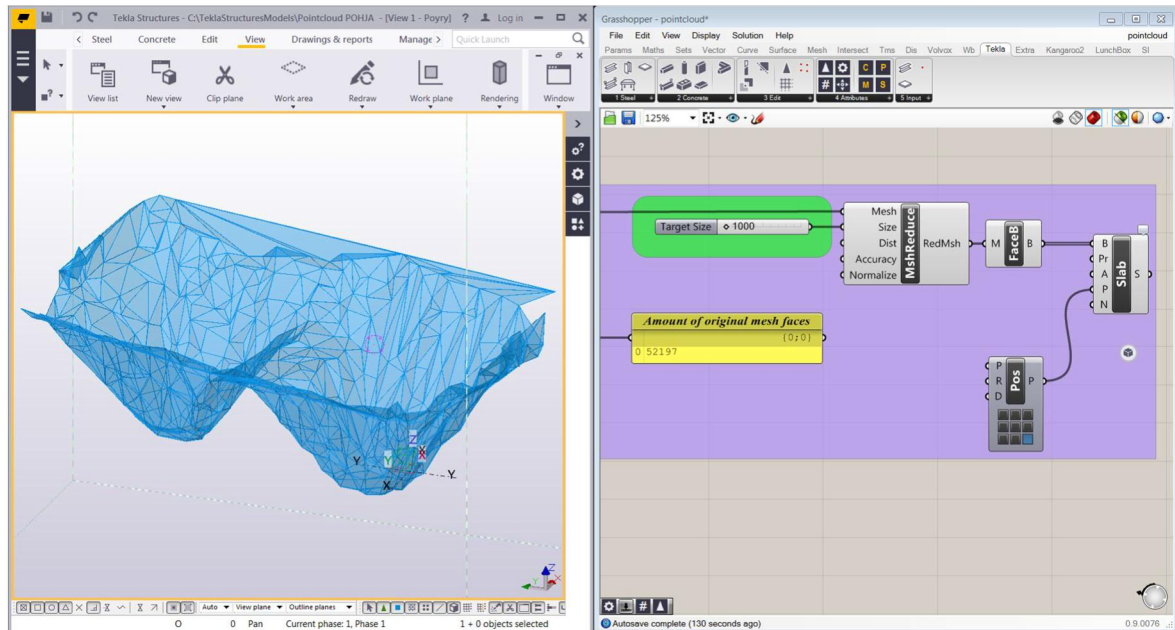 Tekla Structures - C:\TeklaStructuresModels\Pointcloud POHJA - [View 1 - Poyry]
? Log in
< Steel Concrete Edit View Drawings & reports Manage > Quick Launch
View list New view Clip plane Work area Redraw Work plane Rendering Window
Z
Y
X
X
Y
Y
X
Z
Y
X
Auto View plane Outline planes
O 0 Pan Current phase: 1, Phase 1 1 + 0 objects selected
Grasshopper - pointcloud*
File Edit View Display Solution Help pointcloud
Params Maths Sets Vector Curve Surface Mesh Intersect Trns Dis Volvox Wb Tekla Extra Kangaroo2 LunchBox SI
C P
# M S
1 Steel + 2 Concrete + 3 Edit + 4 Attributes + 5 Input +
125%
Target Size 1000
Mesh
Size
Dist
Accuracy
Normalize
MshReduce
RedMsh
M FaceB B
B
Pr
A
P
N
Slab
S
Amount of original mesh faces
{0;0}
0 52197
P
R
D
Pos
P
#
Autosave complete (130 seconds ago) 0.9.0076